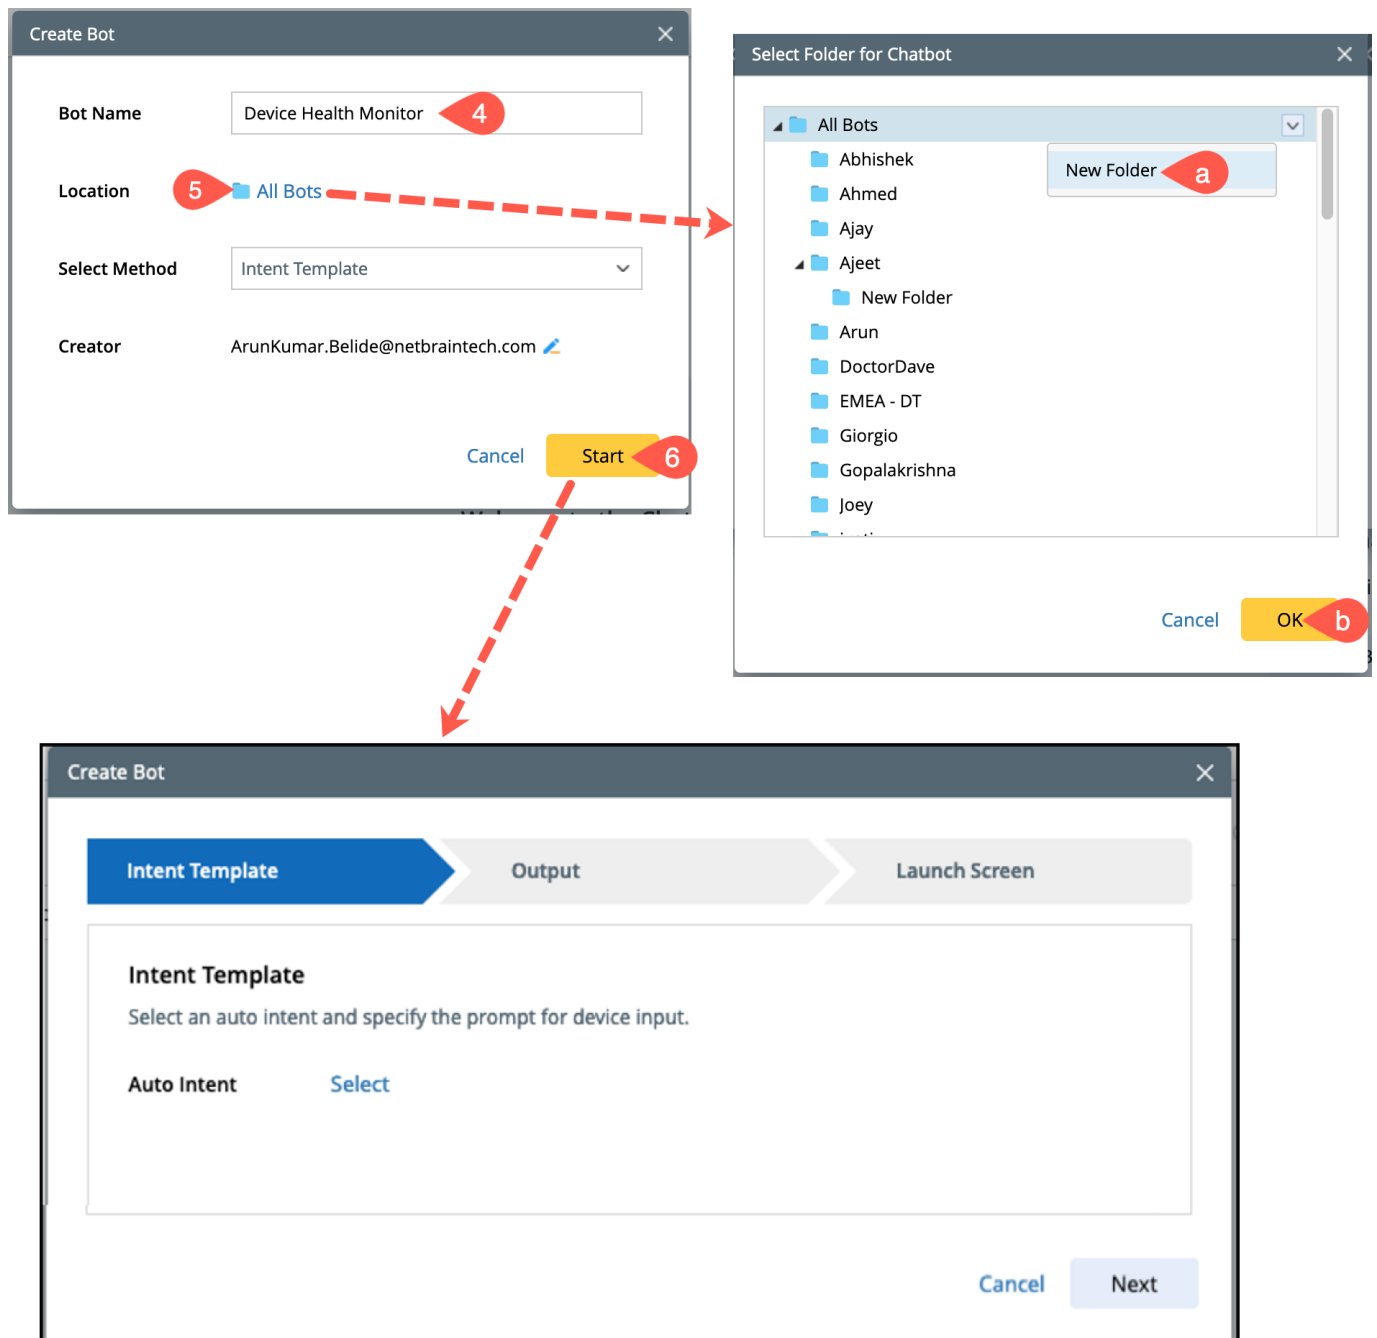 Create Bot
Bot Name
Device Health Monitor
4
Location
5
All Bots
Select Method
Intent Template
Creator
ArunKumar.Belide@netbraintech.com
Cancel
Start
6
Select Folder for Chatbot
All Bots
New Folder
a
Abhishek
Ahmed
Ajay
Ajeet
New Folder
Arun
DoctorDave
EMEA - DT
Giorgio
Gopalakrishna
Joey
Cancel
OK
b
Create Bot
Intent Template
Output
Launch Screen
Intent Template
Select an auto intent and specify the prompt for device input.
Auto Intent
Select
Cancel
Next